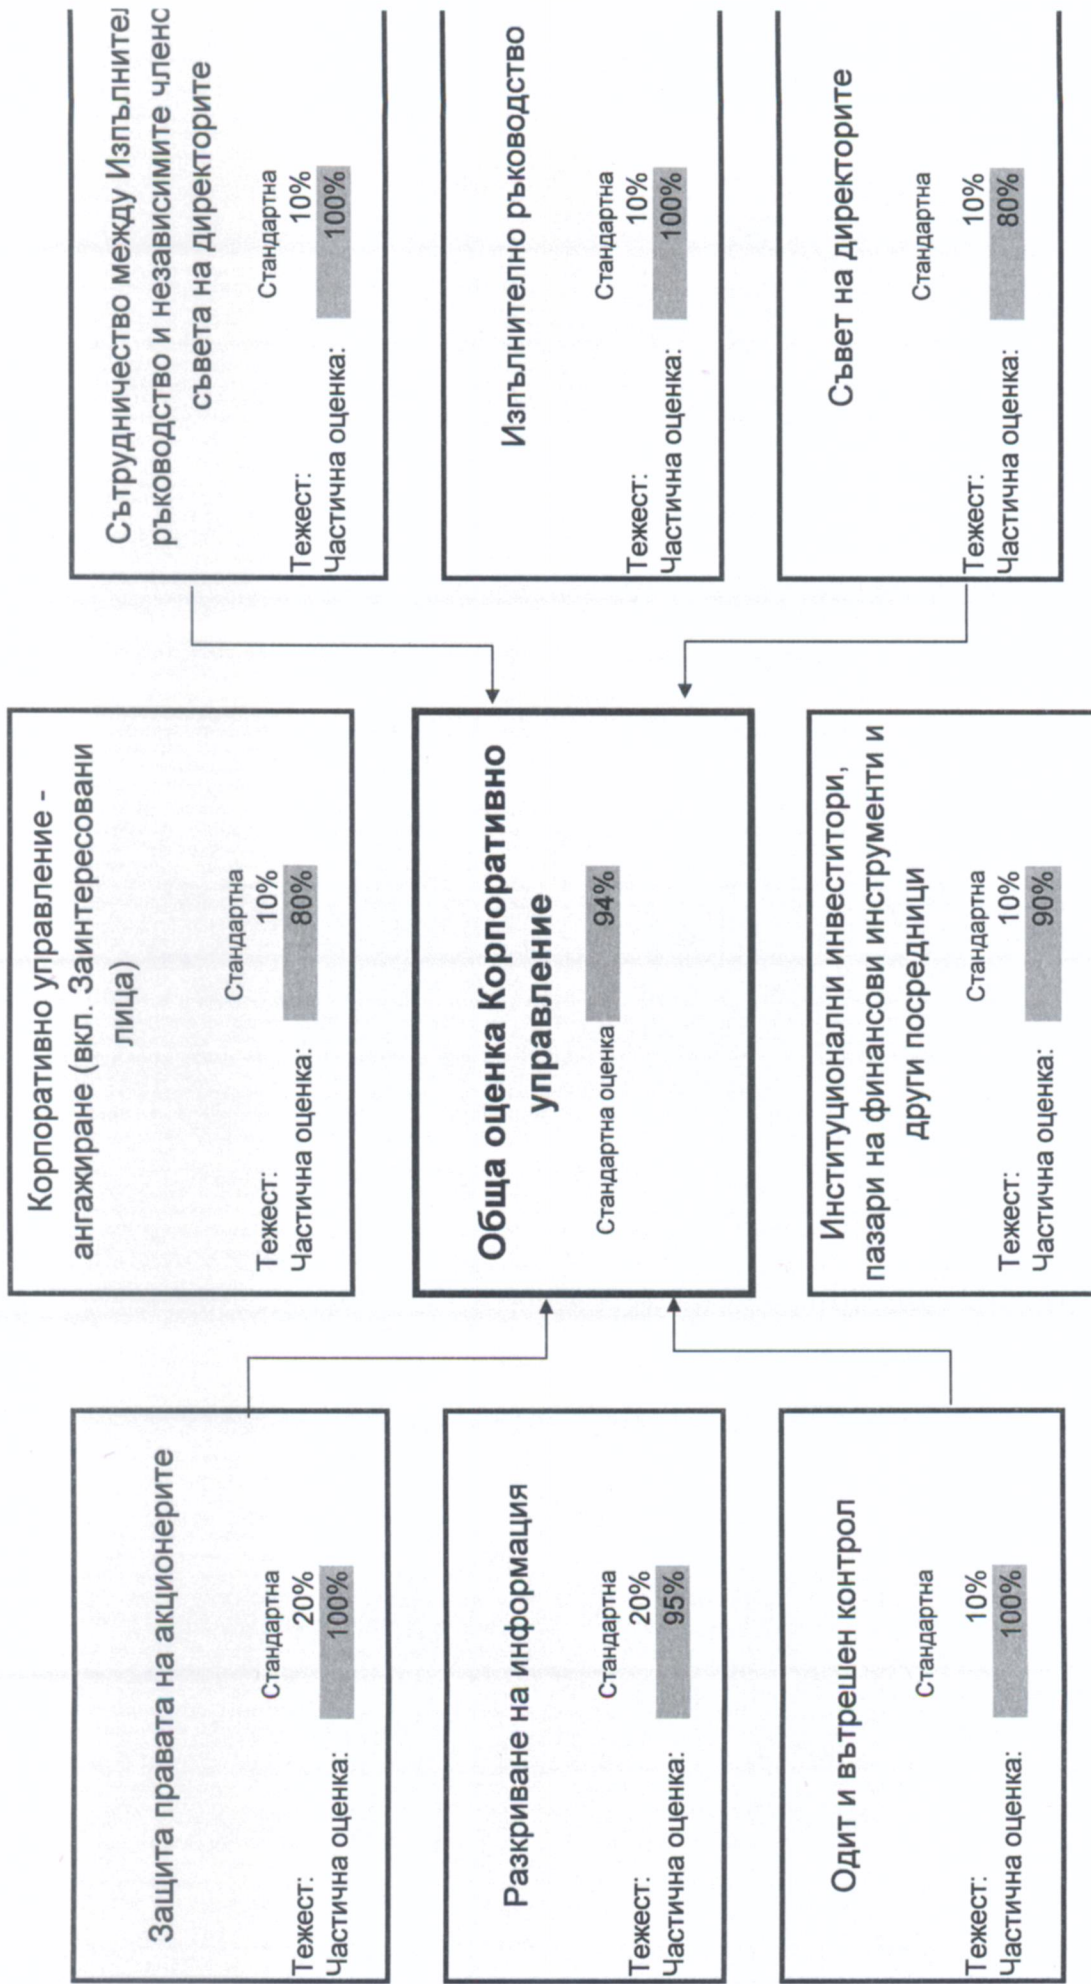 Корпоративно управление -
ангажиране (вкл. Заинтересовани
лица)
Стандартна
Тежест: 10%
Частична оценка: 80%
Защита правата на акционерите
Стандартна
Тежест: 20%
Частична оценка: 100%
Сътрудничество между
ръководство и независимите
съвета на директорите
Стандартна
Тежест: 10%
Частична оценка: 100%
Обща оценка Корпоративно
управление
Стандартна оценка 94%
Разкриване на информация
Стандартна
Тежест: 20%
Частична оценка: 95%
Изпълнително ръководство
Стандартна
Тежест: 10%
Частична оценка: 100%
Институционални инвеститори,
пазари на финансови инструменти и
други посредници
Стандартна
Тежест: 10%
Частична оценка: 90%
Одит и вътрешен контрол
Стандартна
Тежест: 10%
Частична оценка: 100%
Съвет на директорите
Стандартна
Тежест: 10%
Частична оценка: 80%